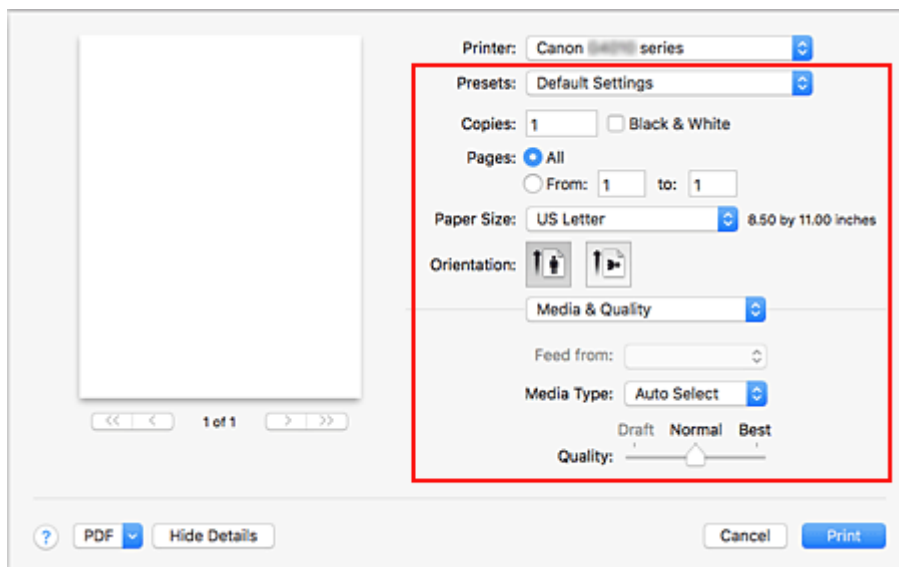 Printer: Canon series
Presets: Default Settings
Copies: 1 Black & White
Pages: All
From: 1 to: 1
Paper Size: US Letter 8.50 by 11.00 inches
Orientation:
Media & Quality
Feed from:
Media Type: Auto Select
<< < 1 of 1 > >>
Draft Normal Best
Quality:
? PDF Hide Details Cancel Print